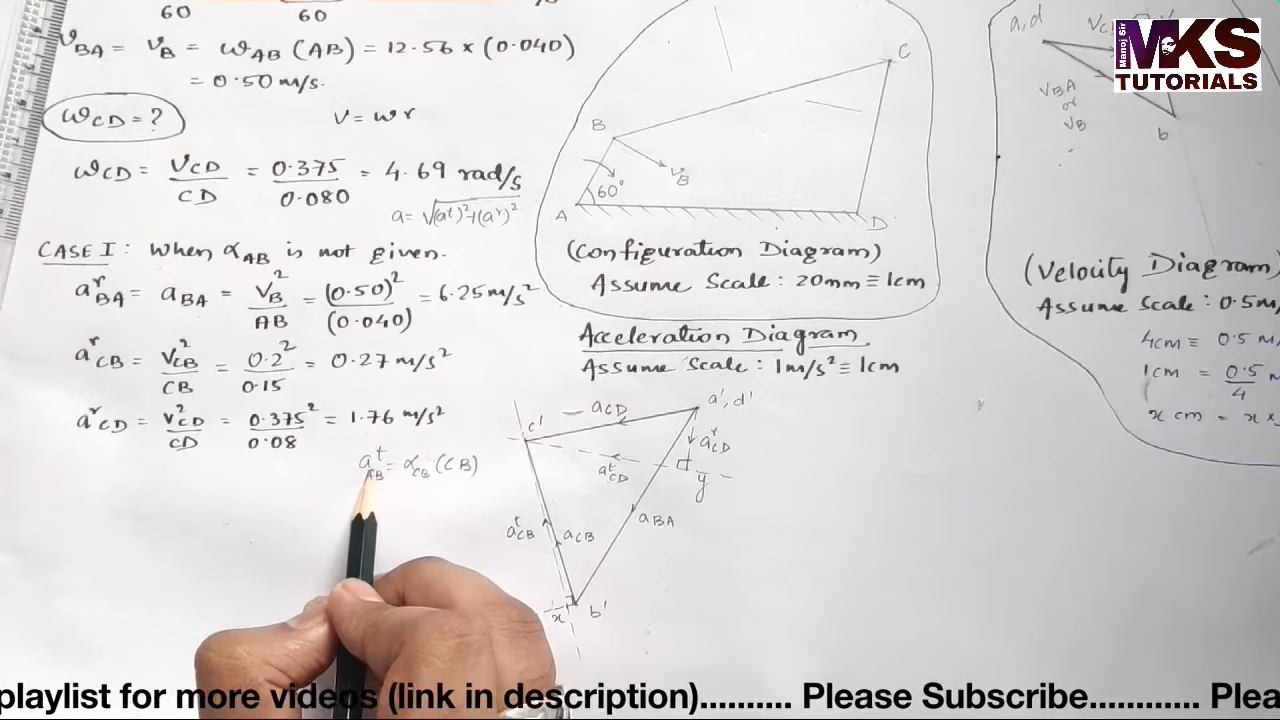 60
60
VBA = VB = ωAB (AB) = 12.56 × (0.040)
= 0.50 m/s.
ωCD = ?
V = ω r
ωCD = VCD / CD = 0.375 / 0.080 = 4.69 rad/s
a = √(aᵗ)² + (aʳ)²
CASE I : When αAB is not given.
aʳBA = aBA = VB² / AB = (0.50)² / (0.040) = 6.25 m/s²
aʳCB = VCB² / CB = 0.2² / 0.15 = 0.27 m/s²
aʳCD = V²CD / CD = 0.375² / 0.08 = 1.76 m/s²
aᵗCB = αCB (CB)
C
B
VB
60°
A
D
(Configuration Diagram)
Assume Scale : 20mm ≡ 1cm
Acceleration Diagram
Assume Scale : 1m/s² ≡ 1cm
a', d'
aCD
c'
aʳCD
aᵗCD
y
aBA
aᵗCB
aCB
x
b'
a, d
VBA
or
VB
b
(Velocity Diagram)
Assume Scale : 0.5m
4cm ≡ 0.5 m
1cm = 0.5 / 4
x cm = x ×
Manoj Sir
MKS
TUTORIALS
playlist for more videos (link in description).......... Please Subscribe............ Plea